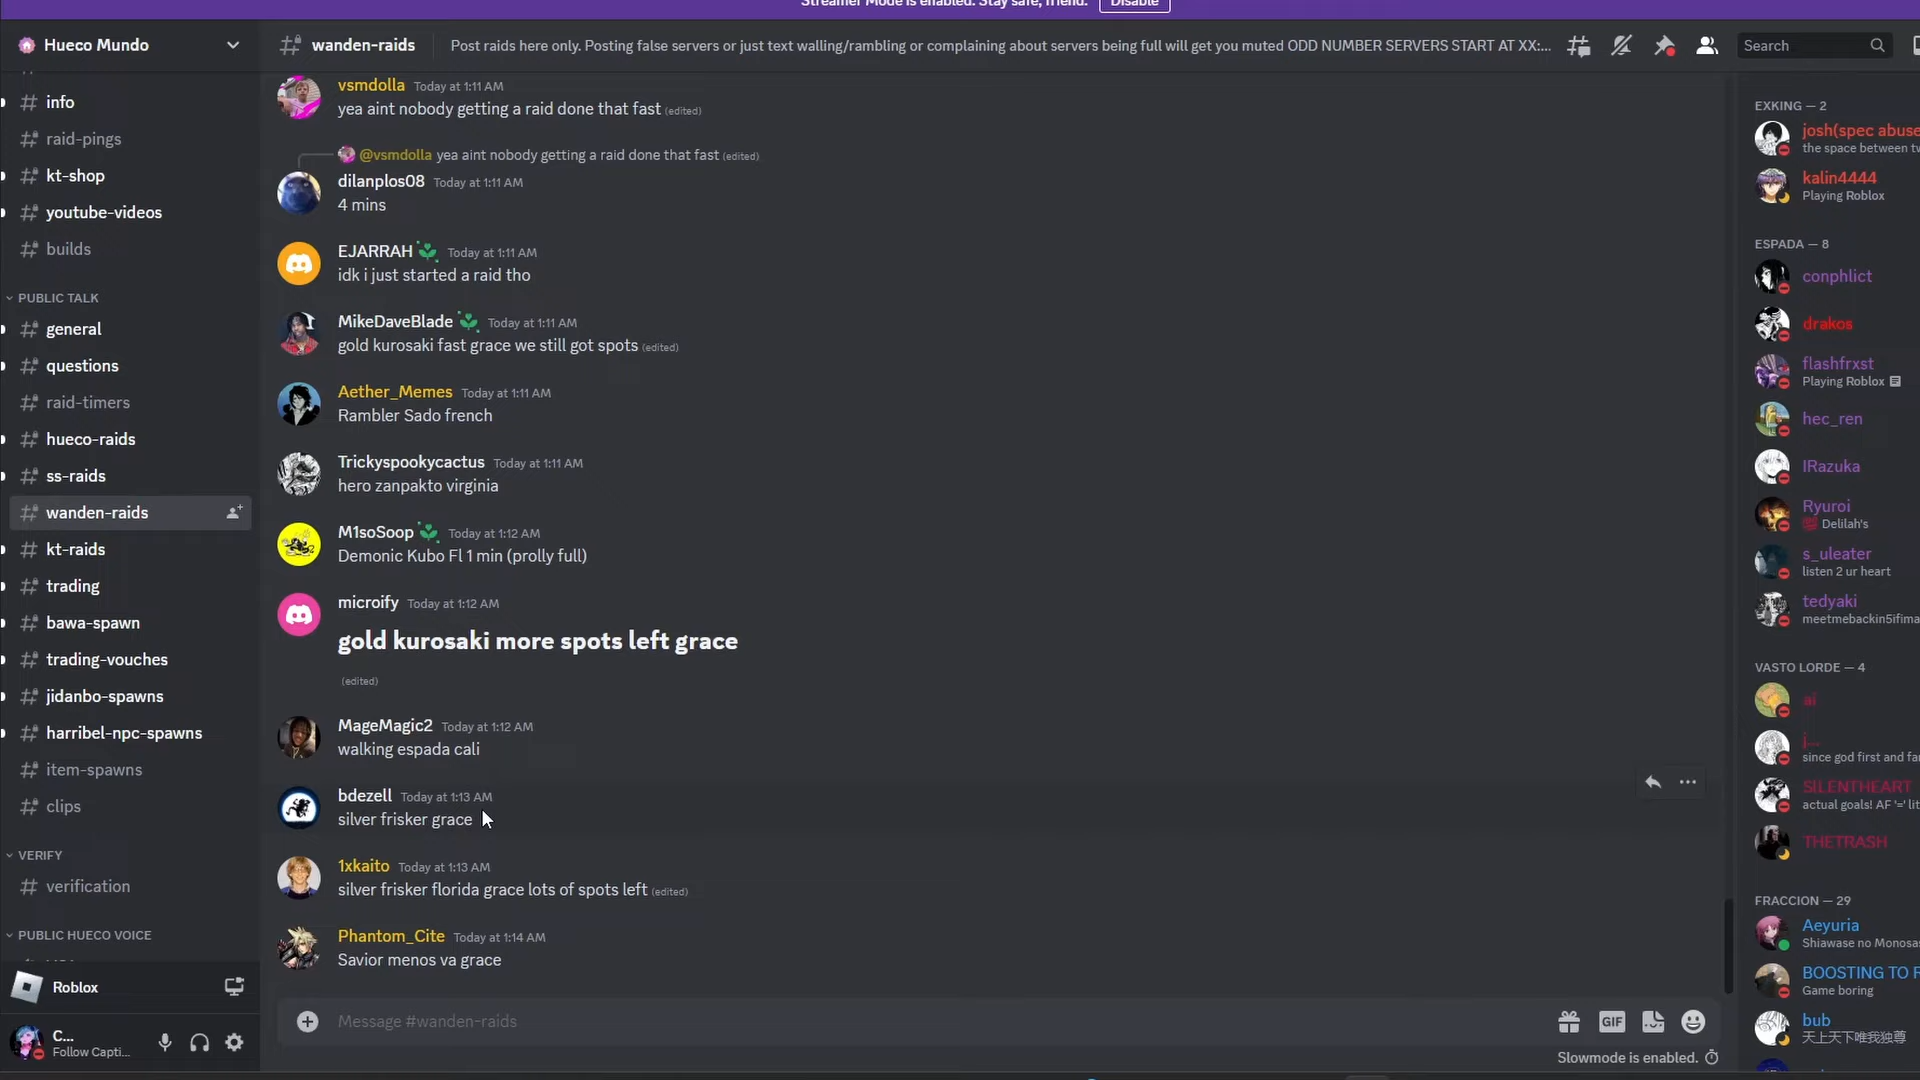 Streamer Mode is enabled. Stay safe, friend.
Disable
Hueco Mundo
info
raid-pings
kt-shop
youtube-videos
builds
PUBLIC TALK
general
questions
raid-timers
hueco-raids
ss-raids
wanden-raids
kt-raids
trading
bawa-spawn
trading-vouches
jidanbo-spawns
harribel-npc-spawns
item-spawns
clips
VERIFY
verification
PUBLIC HUECO VOICE
Roblox
C...
Follow Capti...
wanden-raids
Post raids here only. Posting false servers or just text walling/rambling or complaining about servers being full will get you muted ODD NUMBER SERVERS START AT XX:...
Search
vsmdolla Today at 1:11 AM
yea aint nobody getting a raid done that fast (edited)
@vsmdolla yea aint nobody getting a raid done that fast (edited)
dilanplos08 Today at 1:11 AM
4 mins
EJARRAH Today at 1:11 AM
idk i just started a raid tho
MikeDaveBlade Today at 1:11 AM
gold kurosaki fast grace we still got spots (edited)
Aether_Memes Today at 1:11 AM
Rambler Sado french
Trickyspookycactus Today at 1:11 AM
hero zanpakto virginia
M1soSoop Today at 1:12 AM
Demonic Kubo Fl 1 min (prolly full)
microify Today at 1:12 AM
gold kurosaki more spots left grace
(edited)
MageMagic2 Today at 1:12 AM
walking espada cali
bdezell Today at 1:13 AM
silver frisker grace
1xkaito Today at 1:13 AM
silver frisker florida grace lots of spots left (edited)
Phantom_Cite Today at 1:14 AM
Savior menos va grace
Message #wanden-raids
GIF
Slowmode is enabled.
EXKING — 2
josh(spec abuse
the space between tw
kalin4444
Playing Roblox
ESPADA — 8
conphlict
drakos
flashfrxst
Playing Roblox
hec_ren
IRazuka
Ryuroi
Delilah's
s_uleater
listen 2 ur heart
tedyaki
meetmebackin5ifima
VASTO LORDE — 4
ai
j...
since god first and fa
SILENTHEART
actual goals! AF '=' lit
THETRASH
FRACCION — 29
Aeyuria
Shiawase no Monosa
BOOSTING TO F
Game boring
bub
天上天下唯我独尊